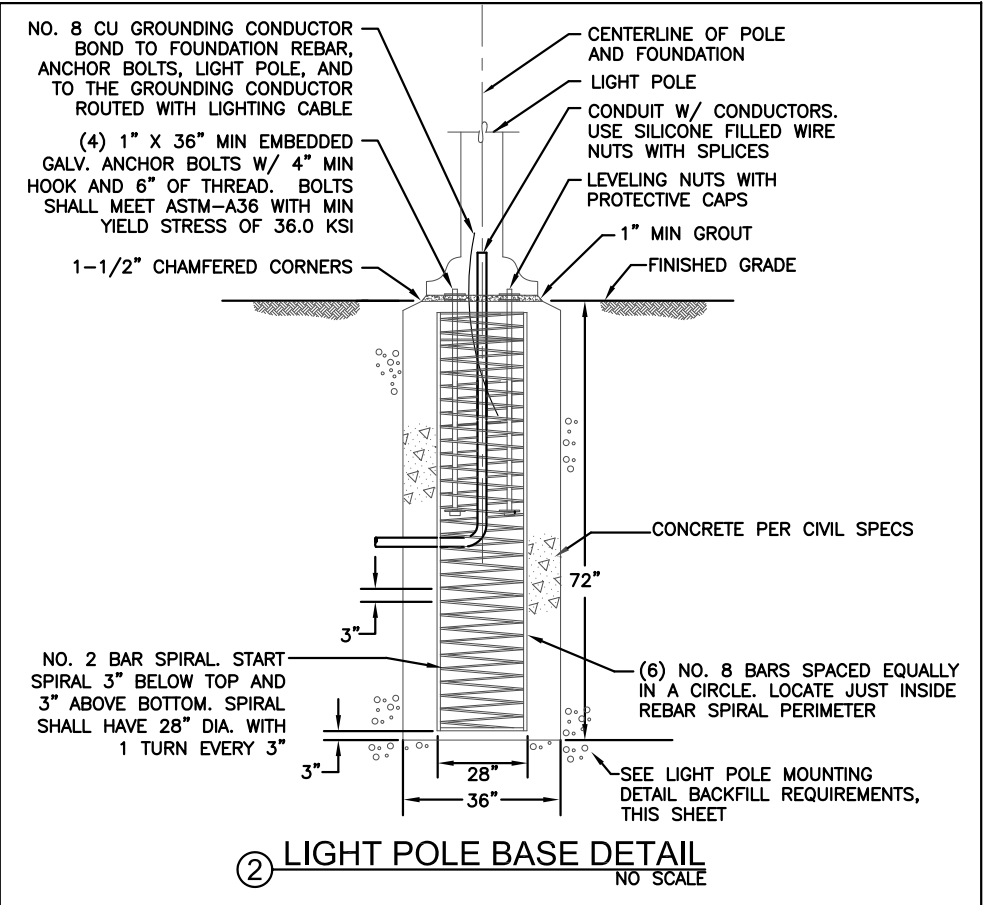 NO. 8 CU GROUNDING CONDUCTOR
BOND TO FOUNDATION REBAR,
ANCHOR BOLTS, LIGHT POLE, AND
TO THE GROUNDING CONDUCTOR
ROUTED WITH LIGHTING CABLE
(4) 1" X 36" MIN EMBEDDED
GALV. ANCHOR BOLTS W/ 4" MIN
HOOK AND 6" OF THREAD. BOLTS
SHALL MEET ASTM-A36 WITH MIN
YIELD STRESS OF 36.0 KSI
1-1/2" CHAMFERED CORNERS
CENTERLINE OF POLE
AND FOUNDATION
LIGHT POLE
CONDUIT W/ CONDUCTORS.
USE SILICONE FILLED WIRE
NUTS WITH SPLICES
LEVELING NUTS WITH
PROTECTIVE CAPS
1" MIN GROUT
FINISHED GRADE
CONCRETE PER CIVIL SPECS
72"
3"
NO. 2 BAR SPIRAL. START
SPIRAL 3" BELOW TOP AND
3" ABOVE BOTTOM. SPIRAL
SHALL HAVE 28" DIA. WITH
1 TURN EVERY 3"
(6) NO. 8 BARS SPACED EQUALLY
IN A CIRCLE. LOCATE JUST INSIDE
REBAR SPIRAL PERIMETER
3"
28"
36"
SEE LIGHT POLE MOUNTING
DETAIL BACKFILL REQUIREMENTS,
THIS SHEET
2 LIGHT POLE BASE DETAIL
NO SCALE